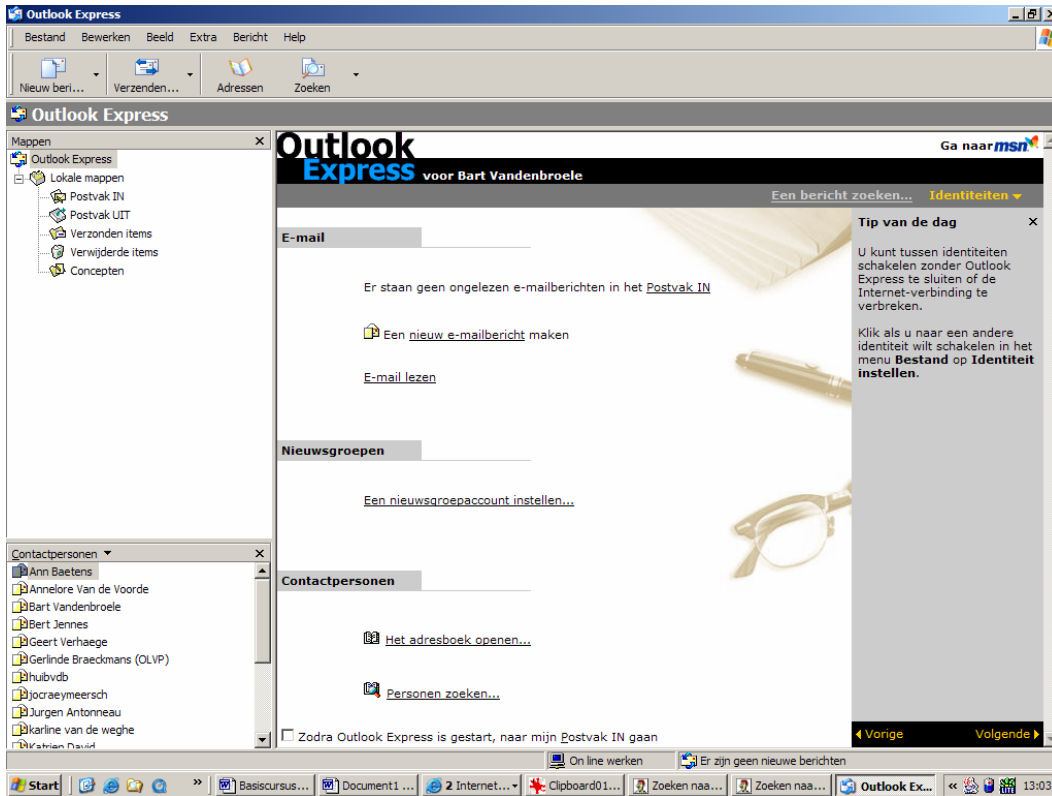 Outlook Express
Bestand Bewerken Beeld Extra Bericht Help
Nieuw beri... Verzenden... Adressen Zoeken
Outlook Express
Mappen
Outlook Express
Lokale mappen
Postvak IN
Postvak UIT
Verzonden items
Verwijderde items
Concepten
Contactpersonen
Ann Baetens
Annelore Van de Voorde
Bart Vandenbroele
Bert Jennes
Geert Verhaege
Gerlinde Braeckmans (OLVP)
huibvdb
jocraeymeersch
Jurgen Antonneau
karline van de weghe
Katrien David
Outlook
Express voor Bart Vandenbroele
Ga naar msn
Een bericht zoeken... Identiteiten
E-mail
Er staan geen ongelezen e-mailberichten in het Postvak IN
Een nieuw e-mailbericht maken
E-mail lezen
Nieuwsgroepen
Een nieuwsgroepaccount instellen...
Contactpersonen
Het adresboek openen...
Personen zoeken...
Zodra Outlook Express is gestart, naar mijn Postvak IN gaan
Tip van de dag
U kunt tussen identiteiten
schakelen zonder Outlook
Express te sluiten of de
Internet-verbinding te
verbreken.
Klik als u naar een andere
identiteit wilt schakelen in het
menu Bestand op Identiteit
instellen.
Vorige Volgende
On line werken Er zijn geen nieuwe berichten
Start » Basiscursus... Document1 ... 2 Internet... Clipboard01... Zoeken naa... Zoeken naa... Outlook Ex... « 13:03